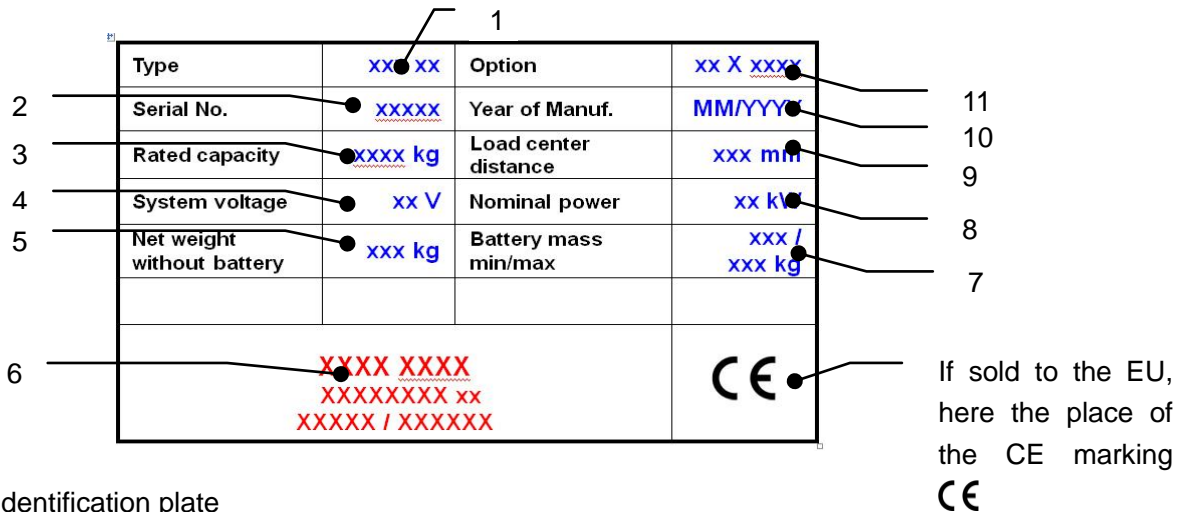 1
Type xxx xx Option xx X xxxx
2 Serial No. xxxxx Year of Manuf. MM/YYYY 11
10
3 Rated capacity xxxx kg Load center distance xxx mm
9
4 System voltage xx V Nominal power xx kW
8
5 Net weight without battery xxx kg Battery mass min/max xxx / xxx kg
7
6 XXXX XXXX
XXXXXXXX xx
XXXXX / XXXXXX
CE
If sold to the EU,
here the place of
the CE marking
CE
dentification plate